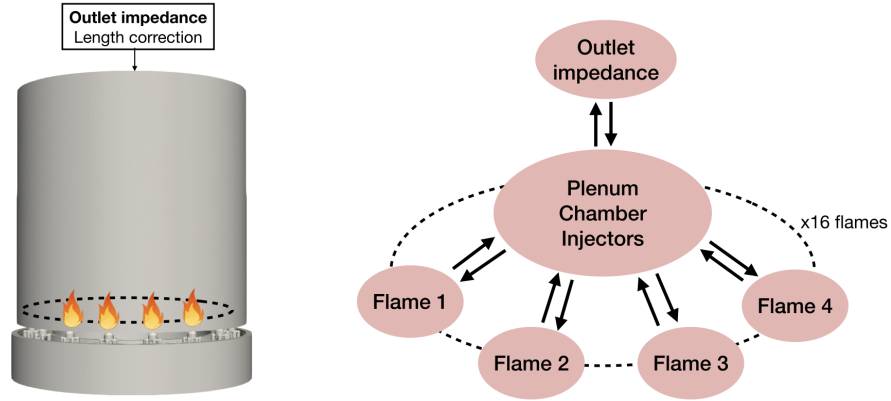 Outlet impedance
Length correction
Outlet
impedance
Plenum
Chamber
Injectors
x16 flames
Flame 1
Flame 2
Flame 3
Flame 4